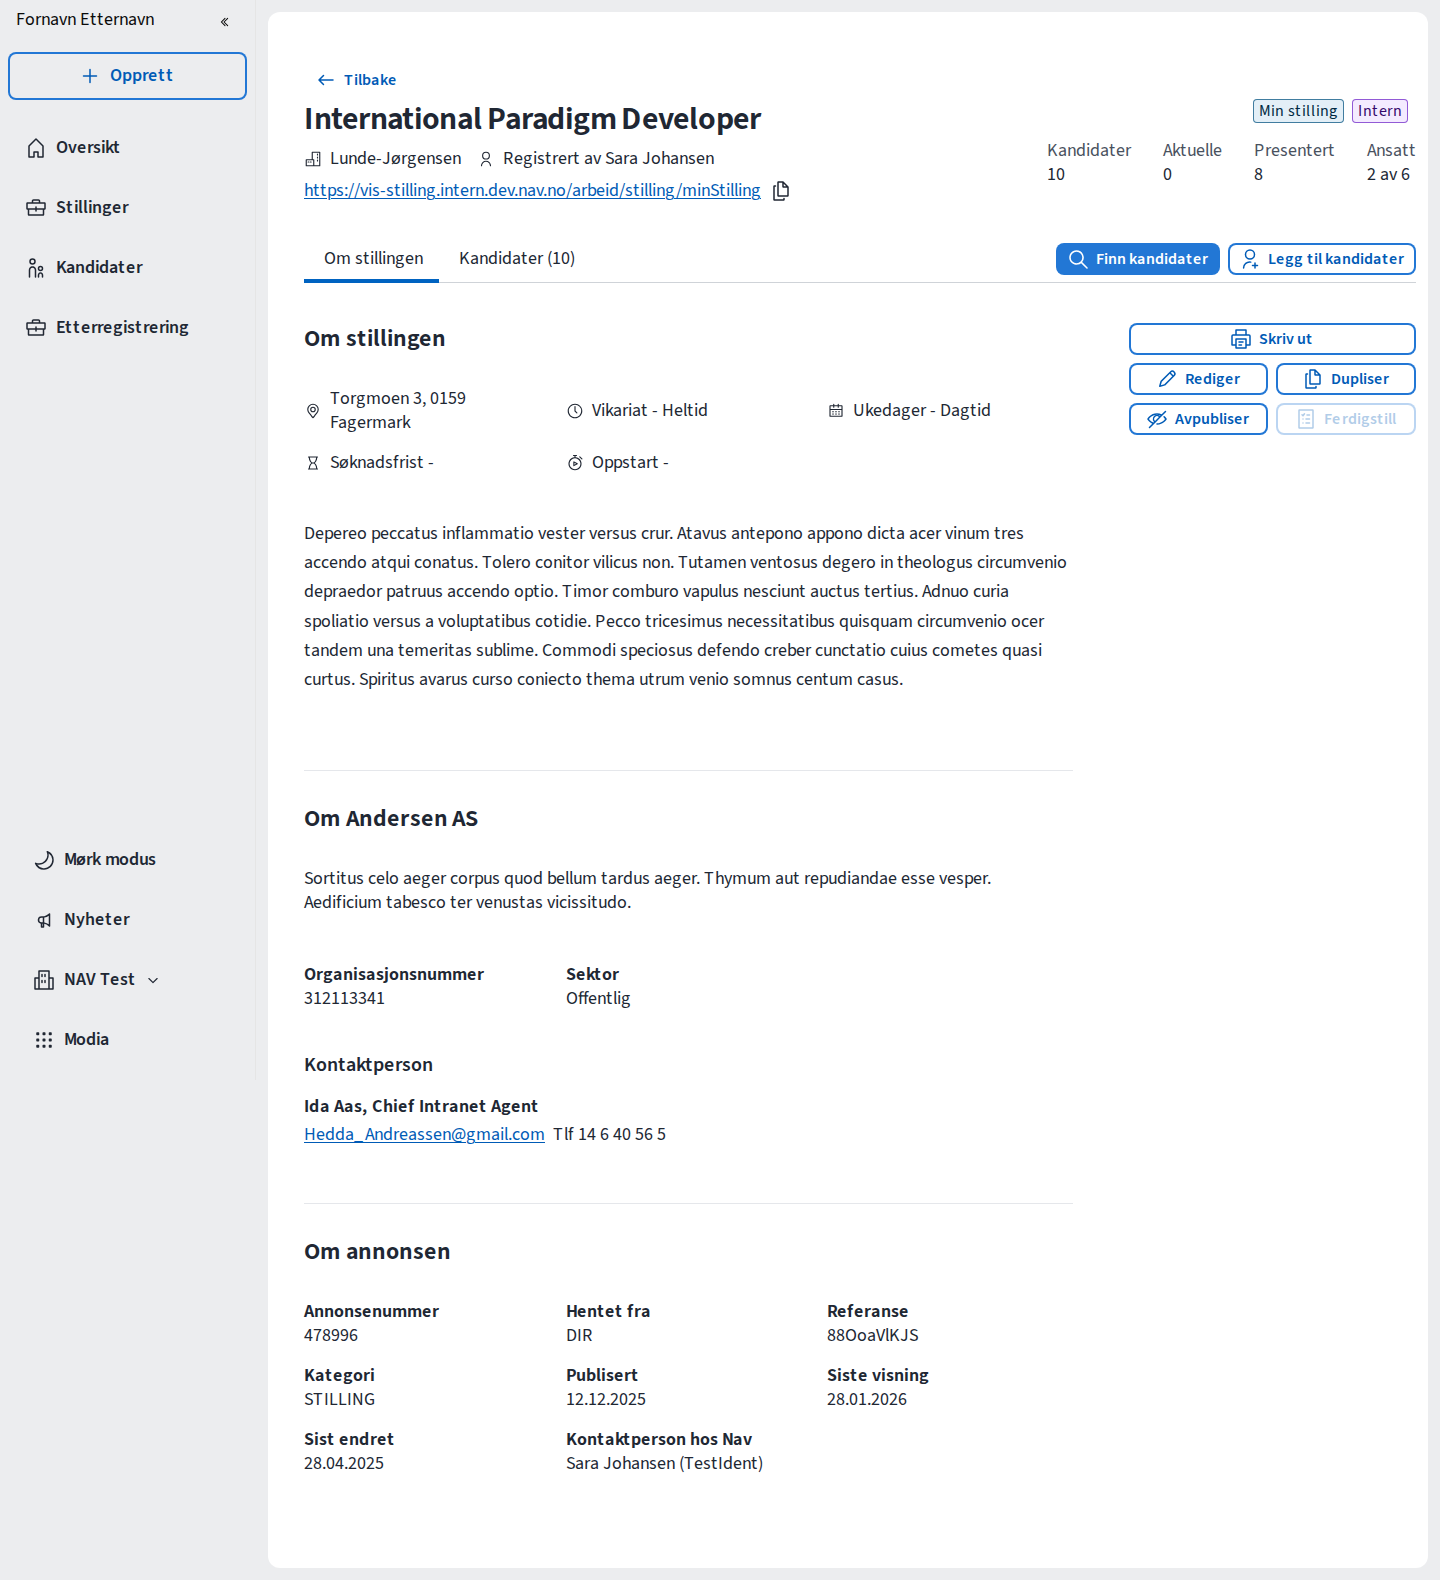 Fornavn Etternavn
Opprett
Oversikt
Stillinger
Kandidater
Etterregistrering
Mørk modus
Nyheter
NAV Test
Modia
Tilbake
International Paradigm Developer
Min stilling Intern
Lunde-Jørgensen Registrert av Sara Johansen
https://vis-stilling.intern.dev.nav.no/arbeid/stilling/minStilling
Kandidater Aktuelle Presentert Ansatt
10 0 8 2 av 6
Om stillingen Kandidater (10)
Finn kandidater Legg til kandidater
Om stillingen
Skriv ut
Rediger Dupliser
Avpubliser Ferdigstill
Torgmoen 3, 0159
Fagermark
Vikariat - Heltid
Ukedager - Dagtid
Søknadsfrist -
Oppstart -
Depereo peccatus inflammatio vester versus crur. Atavus antepono appono dicta acer vinum tres
accendo atqui conatus. Tolero conitor vilicus non. Tutamen ventosus degero in theologus circumvenio
depraedor patruus accendo optio. Timor comburo vapulus nesciunt auctus tertius. Adnuo curia
spoliatio versus a voluptatibus cotidie. Pecco tricesimus necessitatibus quisquam circumvenio ocer
tandem una temeritas sublime. Commodi speciosus defendo creber cunctatio cuius cometes quasi
curtus. Spiritus avarus curso coniecto thema utrum venio somnus centum casus.
Om Andersen AS
Sortitus celo aeger corpus quod bellum tardus aeger. Thymum aut repudiandae esse vesper.
Aedificium tabesco ter venustas vicissitudo.
Organisasjonsnummer Sektor
312113341 Offentlig
Kontaktperson
Ida Aas, Chief Intranet Agent
Hedda_Andreassen@gmail.com Tlf 14 6 40 56 5
Om annonsen
Annonsenummer Hentet fra Referanse
478996 DIR 88OoaVlKJS
Kategori Publisert Siste visning
STILLING 12.12.2025 28.01.2026
Sist endret Kontaktperson hos Nav
28.04.2025 Sara Johansen (TestIdent)